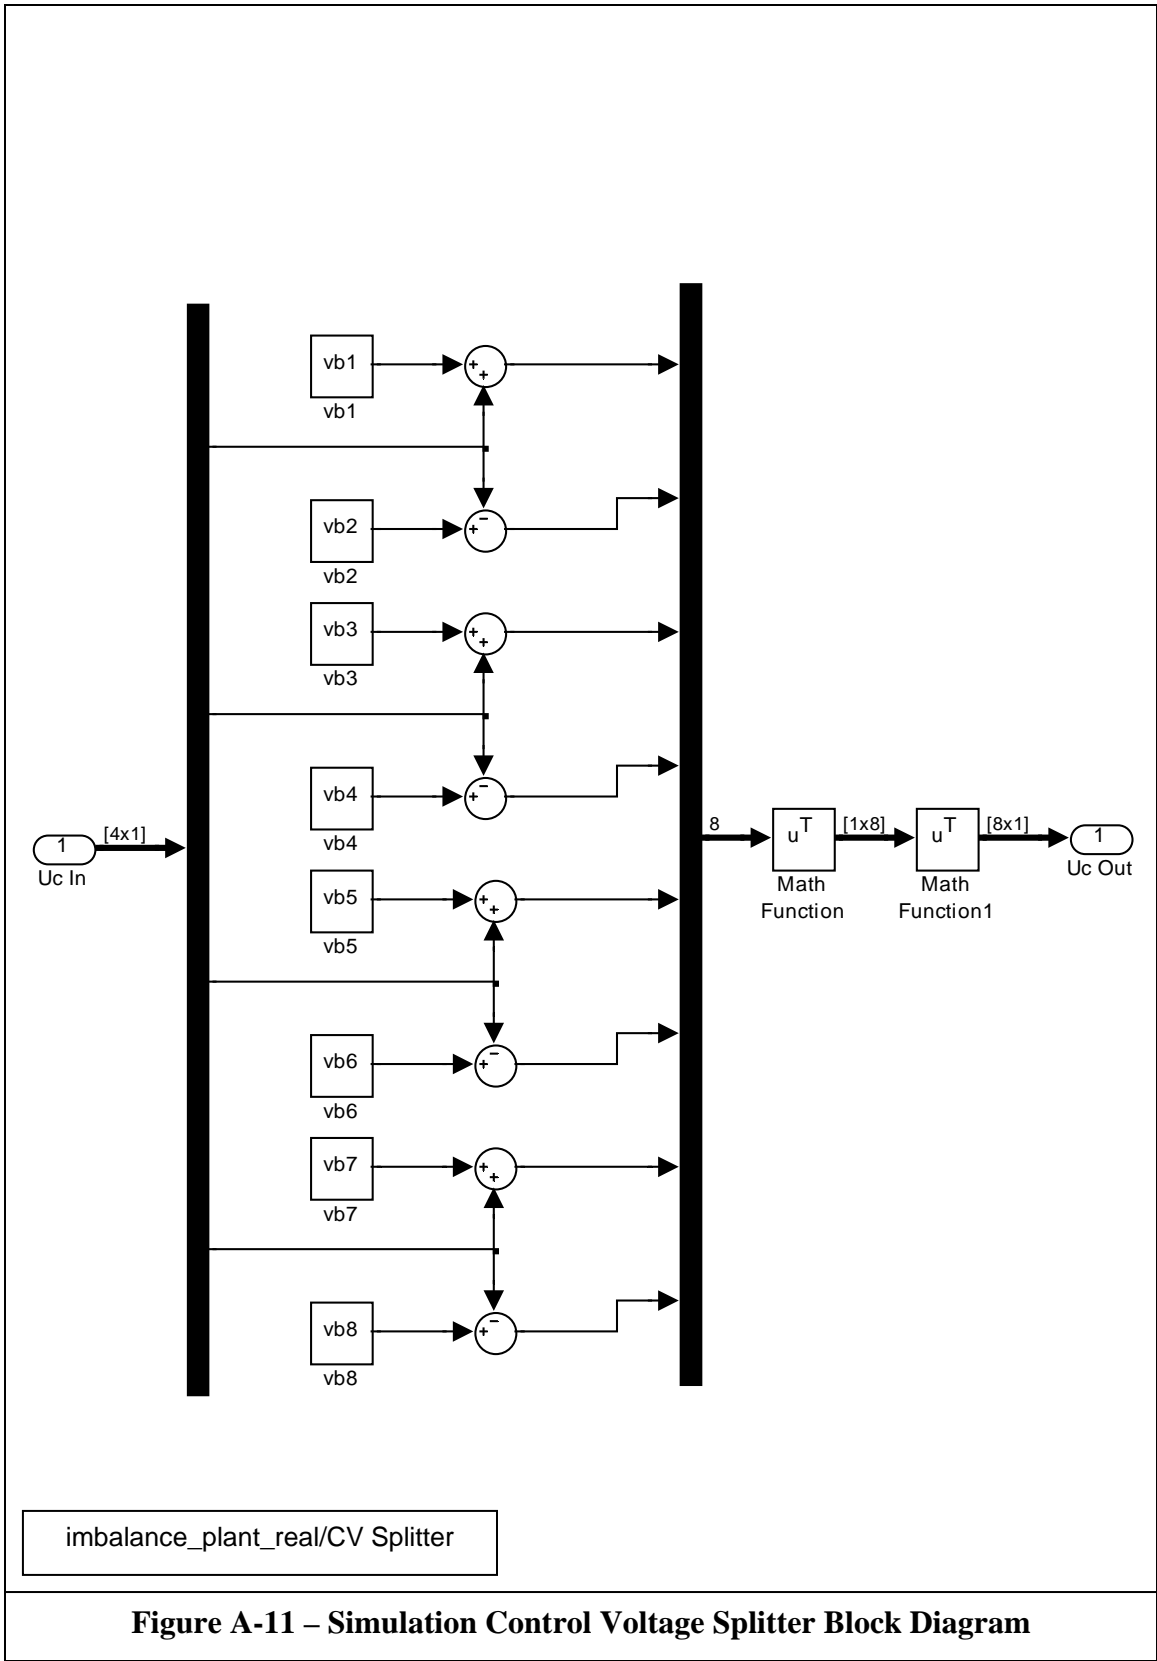 vb1
+
+
vb1
vb2
−
+
vb2
vb3
+
+
vb3
vb4
−
+
vb4
1
[4x1]
Uc In
8
u^T
[1x8]
u^T
[8x1]
1
Math
Function
Math
Function1
Uc Out
vb5
+
+
vb5
vb6
−
+
vb6
vb7
+
+
vb7
vb8
−
+
vb8
imbalance_plant_real/CV Splitter
Figure A-11 – Simulation Control Voltage Splitter Block Diagram